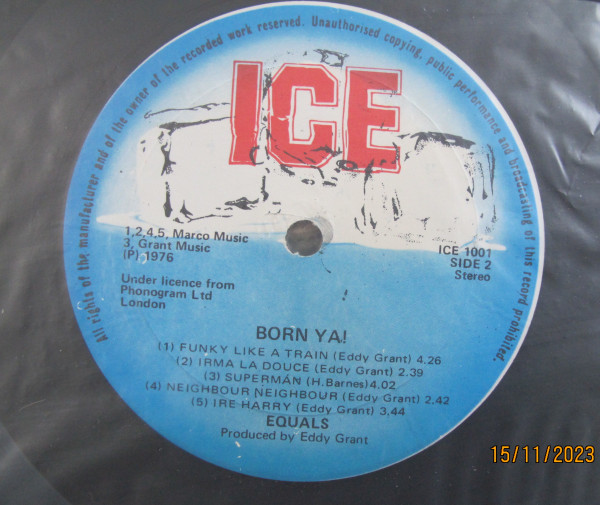 All rights of the manufacturer and of the owner of the recorded work reserved. Unauthorised copying, public performance and broadcasting of this record prohibited.
ICE
1,2,4,5, Marco Music
3, Grant Music
(P) 1976
Under licence from
Phonogram Ltd
London
ICE 1001
SIDE 2
Stereo
BORN YA!
(1) FUNKY LIKE A TRAIN (Eddy Grant) 4.26
(2) IRMA LA DOUCE (Eddy Grant) 2.39
(3) SUPERMAN (H.Barnes) 4.02
(4) NEIGHBOUR NEIGHBOUR (Eddy Grant) 2.42
(5) IRE HARRY (Eddy Grant) 3,44
EQUALS
Produced by Eddy Grant
15/11/2023